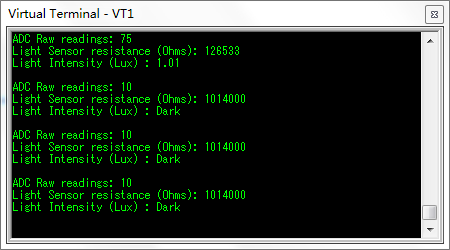 Virtual Terminal - VT1
ADC Raw readings: 75
Light Sensor resistance (Ohms): 126533
Light Intensity (Lux) : 1.01
ADC Raw readings: 10
Light Sensor resistance (Ohms): 1014000
Light Intensity (Lux) : Dark
ADC Raw readings: 10
Light Sensor resistance (Ohms): 1014000
Light Intensity (Lux) : Dark
ADC Raw readings: 10
Light Sensor resistance (Ohms): 1014000
Light Intensity (Lux) : Dark